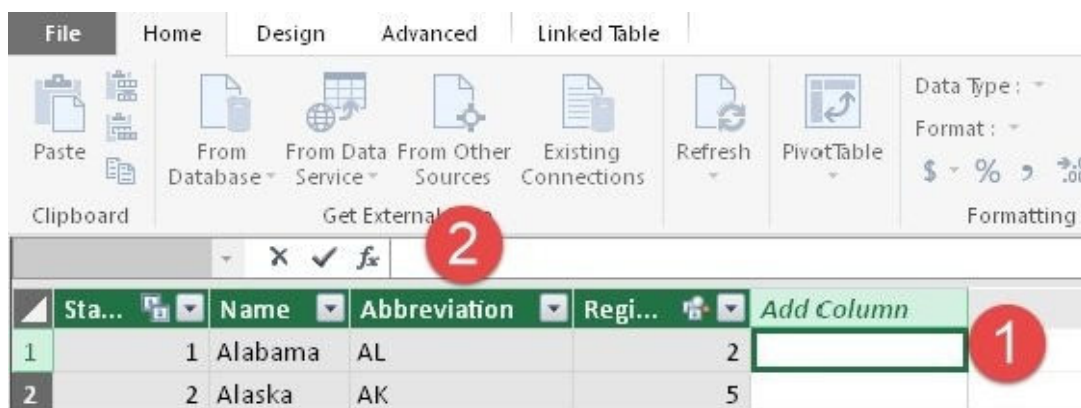 File Home Design Advanced Linked Table
Data Type :
Format :
Paste From Database From Data Service From Other Sources Existing Connections Refresh PivotTable
$ % ,
Clipboard Get External Formatting
fx 2
Sta... Name Abbreviation Regi... Add Column
1 1 Alabama AL 2 1
2 2 Alaska AK 5